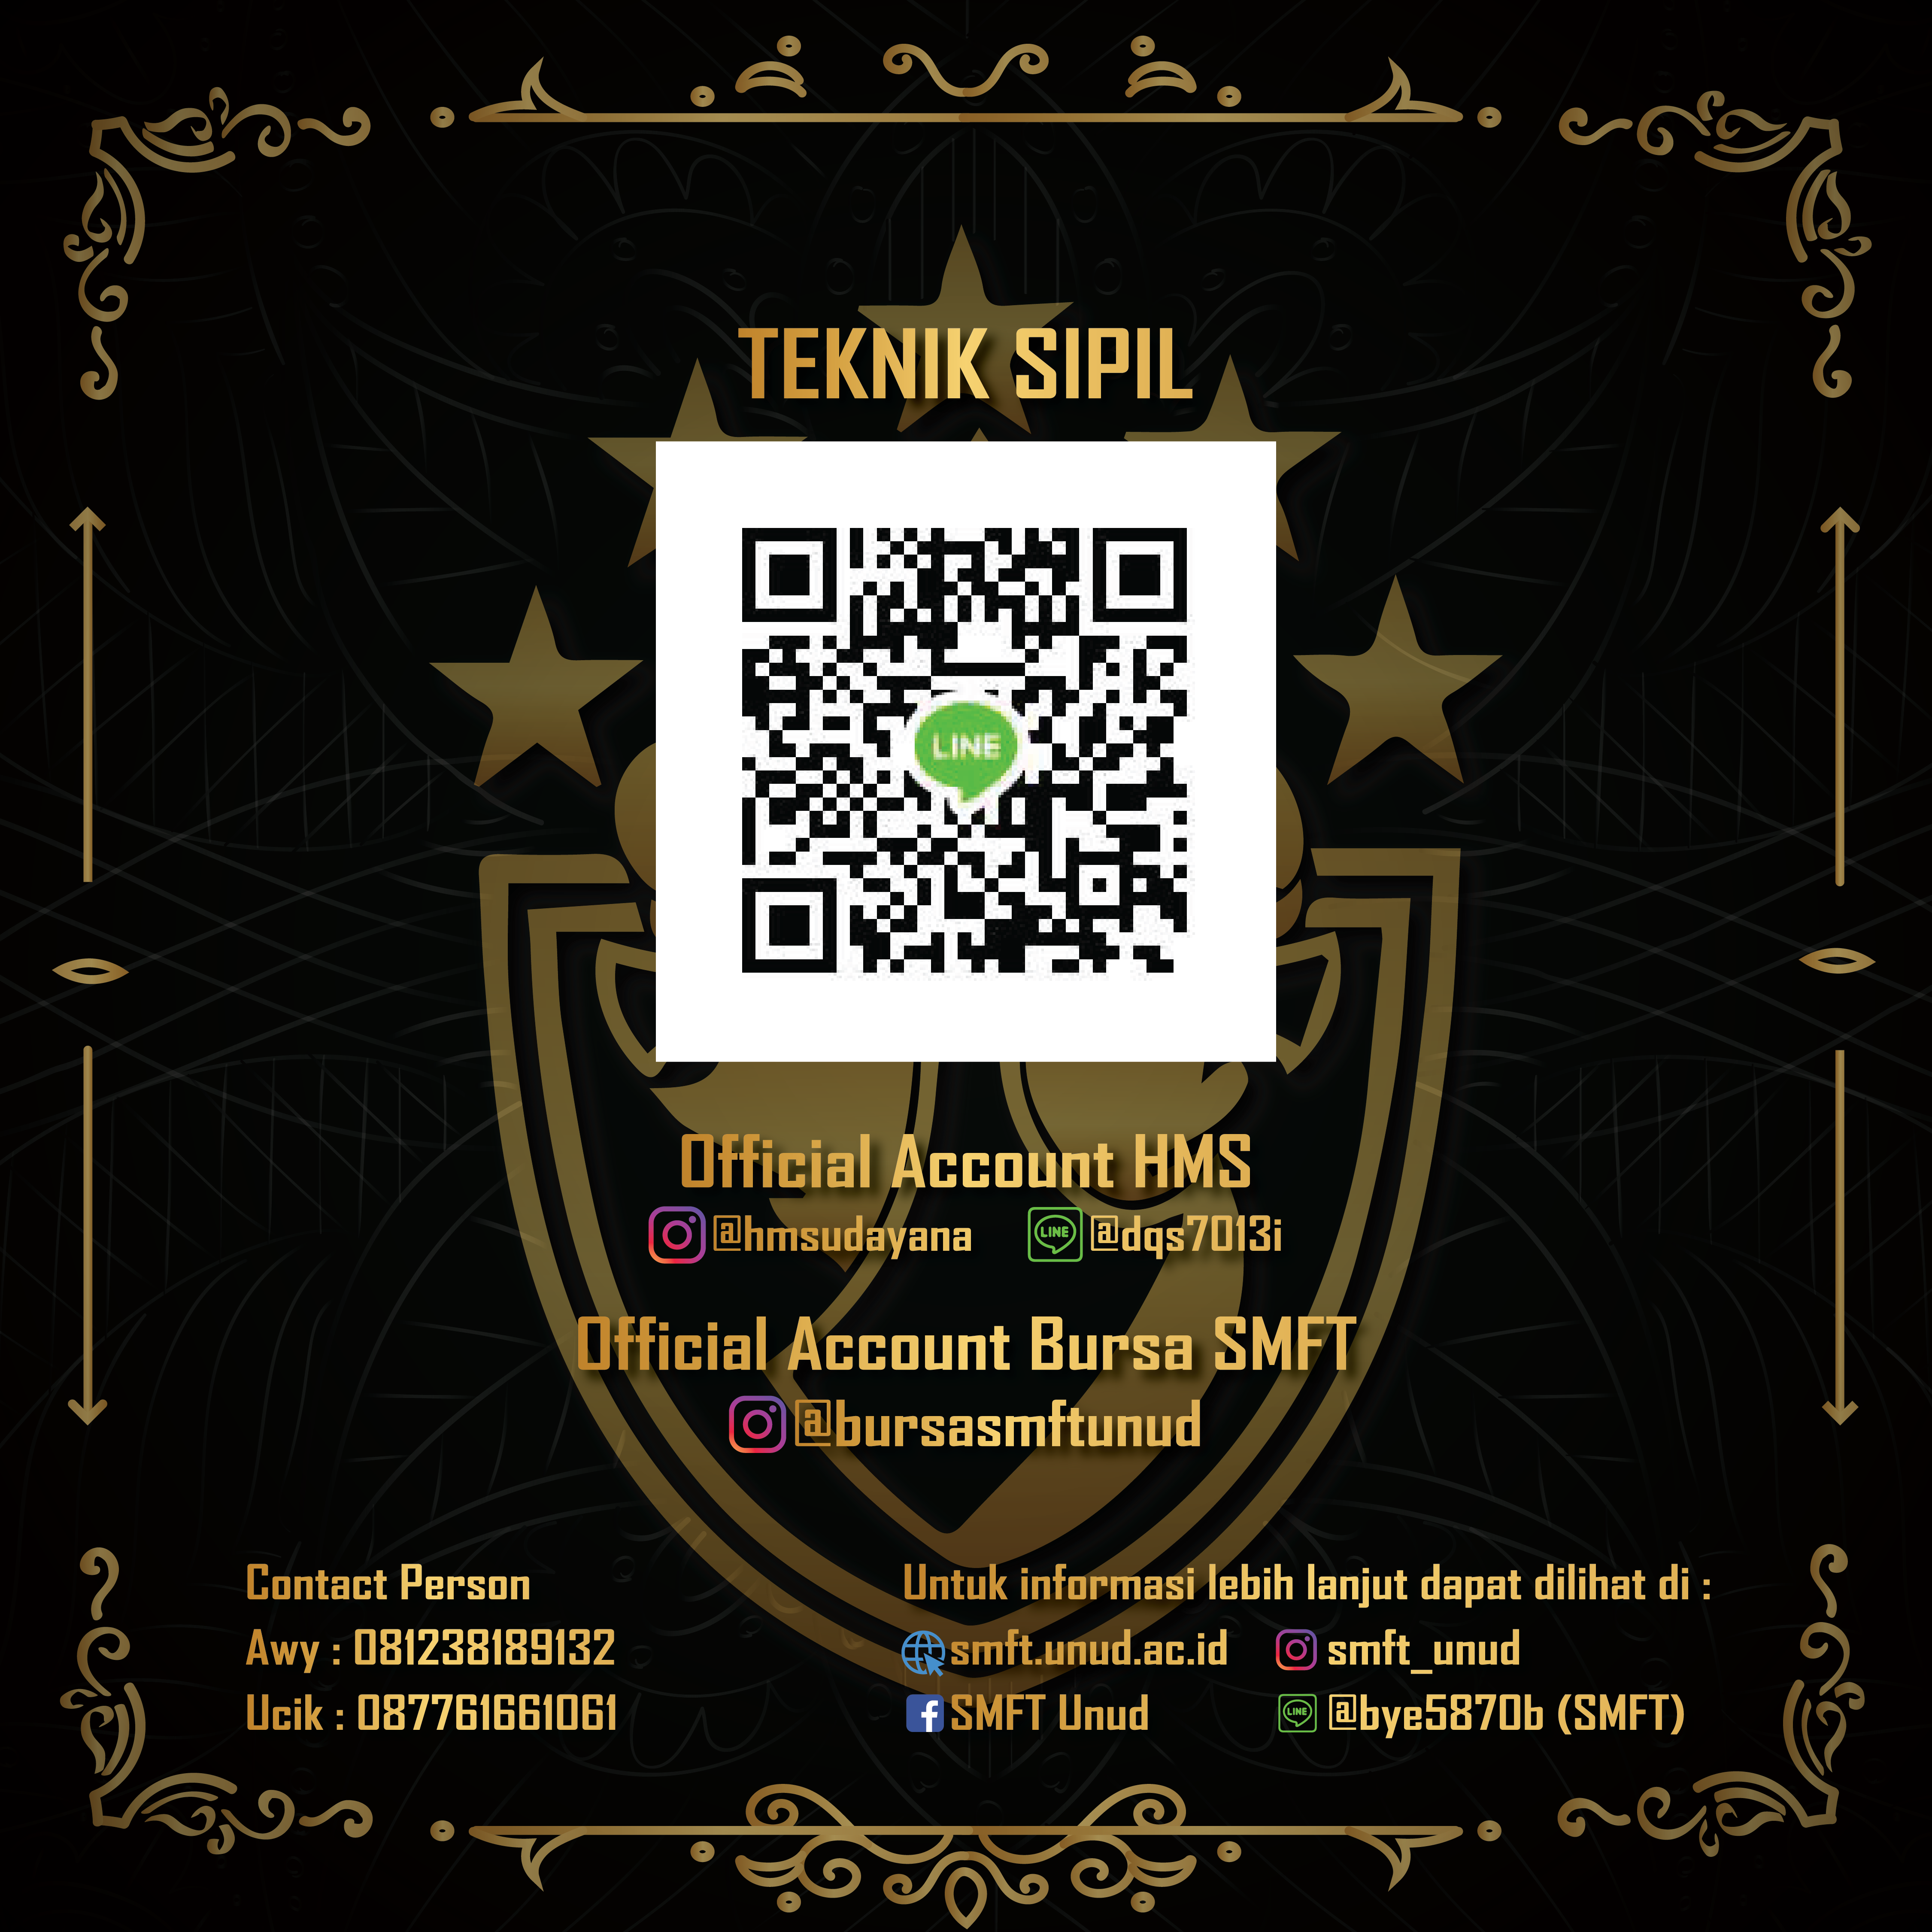 TEKNIK SIPIL
LINE
Official Account HMS
@hmsudayana LINE @dqs7013i
Official Account Bursa SMFT
@bursasmftunud
Contact Person
Awy : 081238189132
Ucik : 087761661061
Untuk informasi lebih lanjut dapat dilihat di :
smft.unud.ac.id smft_unud
f SMFT Unud LINE @bye5870b (SMFT)